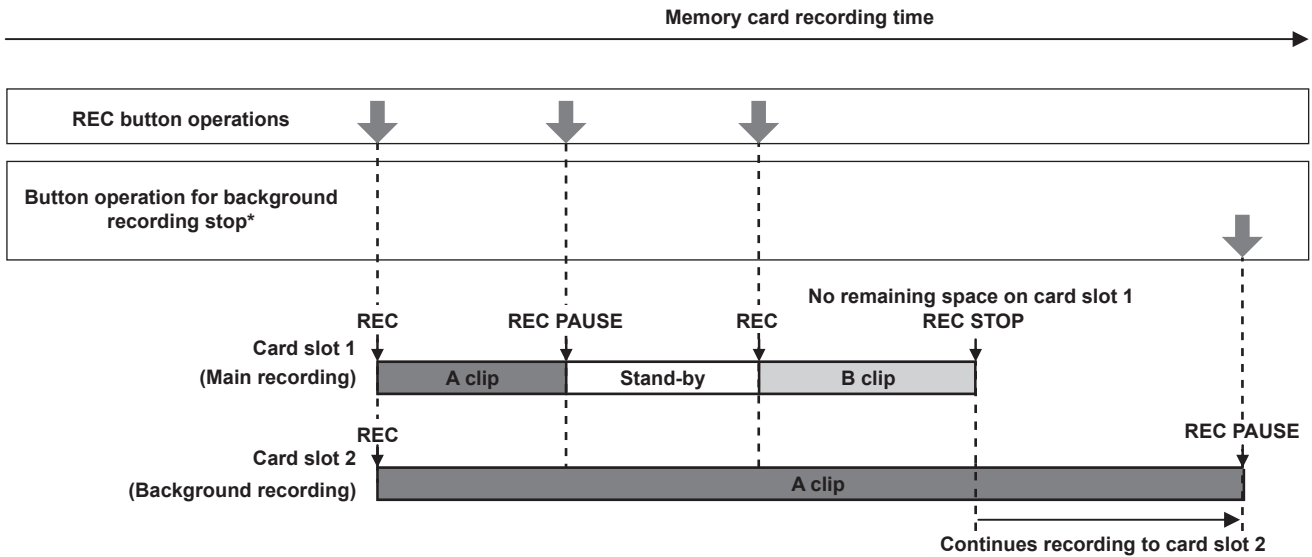 Memory card recording time
REC button operations
Button operation for background
recording stop*
No remaining space on card slot 1
REC
REC PAUSE
REC
REC STOP
Card slot 1
(Main recording)
A clip
Stand-by
B clip
REC
REC PAUSE
Card slot 2
(Background recording)
A clip
Continues recording to card slot 2